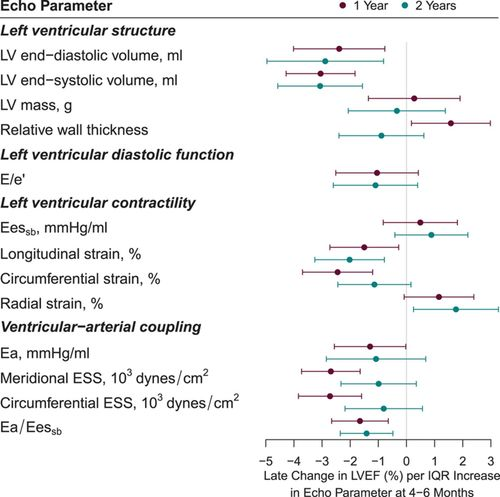 Echo Parameter 1 Year 2 Years
Left ventricular structure
LV end−diastolic volume, ml
LV end−systolic volume, ml
LV mass, g
Relative wall thickness
Left ventricular diastolic function
E/e'
Left ventricular contractility
Ees_sb, mmHg/ml
Longitudinal strain, %
Circumferential strain, %
Radial strain, %
Ventricular−arterial coupling
Ea, mmHg/ml
Meridional ESS, 10³ dynes/cm²
Circumferential ESS, 10³ dynes/cm²
Ea/Ees_sb
−5 −4 −3 −2 −1 0 1 2 3
Late Change in LVEF (%) per IQR Increase
in Echo Parameter at 4−6 Months